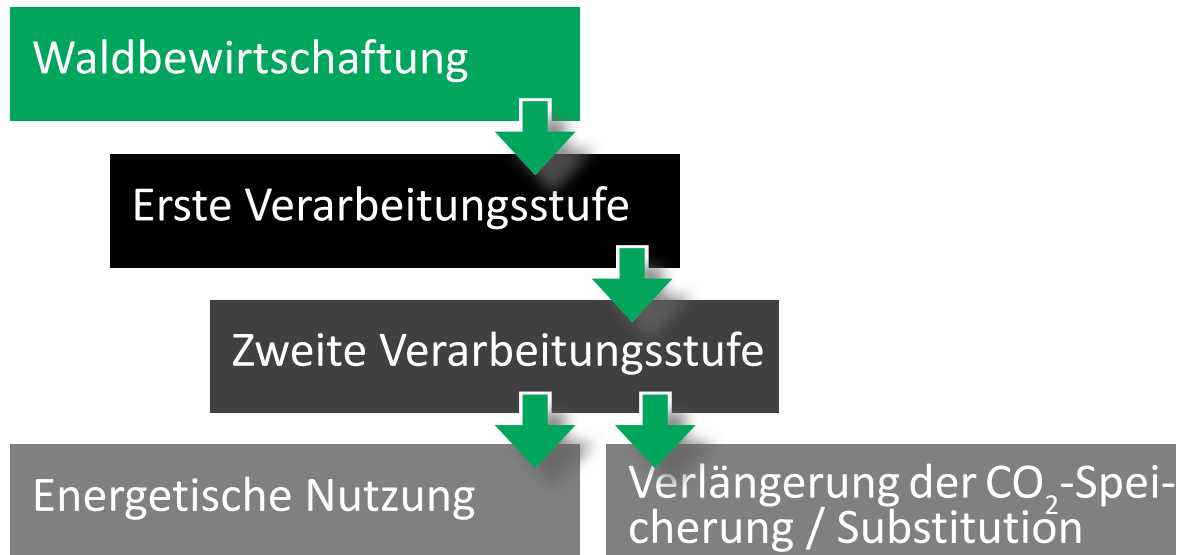 Waldbewirtschaftung
Erste Verarbeitungsstufe
Zweite Verarbeitungsstufe
Energetische Nutzung
Verlängerung der CO₂-Spei-
cherung / Substitution